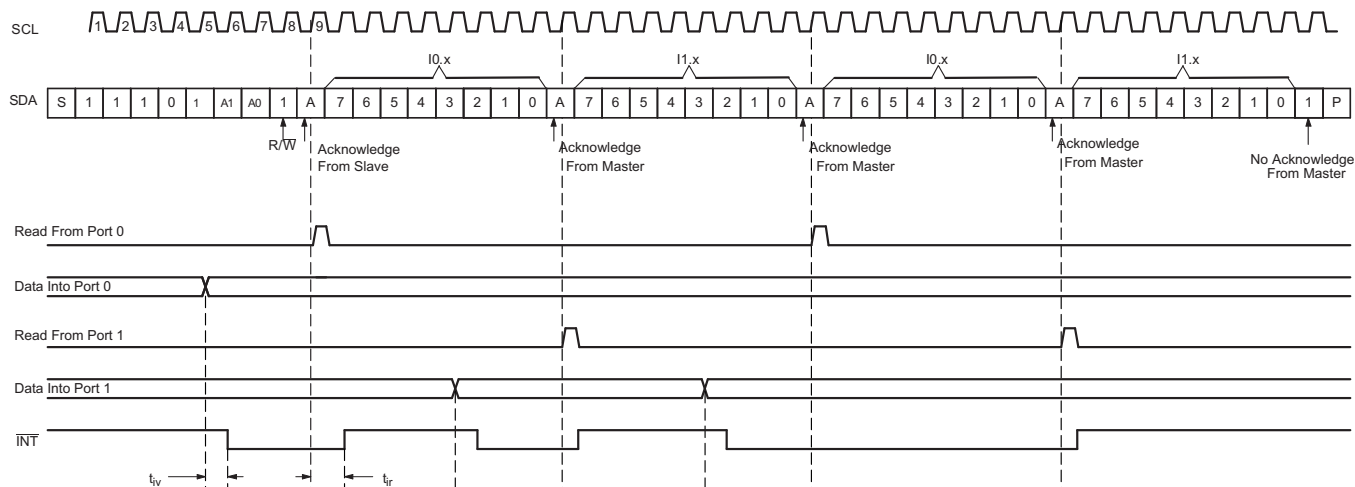 SCL 1 2 3 4 5 6 7 8 9
I0.x I1.x I0.x I1.x
SDA S 1 1 1 0 1 A1 A0 1 A 7 6 5 4 3 2 1 0 A 7 6 5 4 3 2 1 0 A 7 6 5 4 3 2 1 0 A 7 6 5 4 3 2 1 0 1 P
R/W
Acknowledge
From Slave
Acknowledge
From Master
Acknowledge
From Master
Acknowledge
From Master
No Acknowledge
From Master
Read From Port 0
Data Into Port 0
Read From Port 1
Data Into Port 1
INT
tiv tir